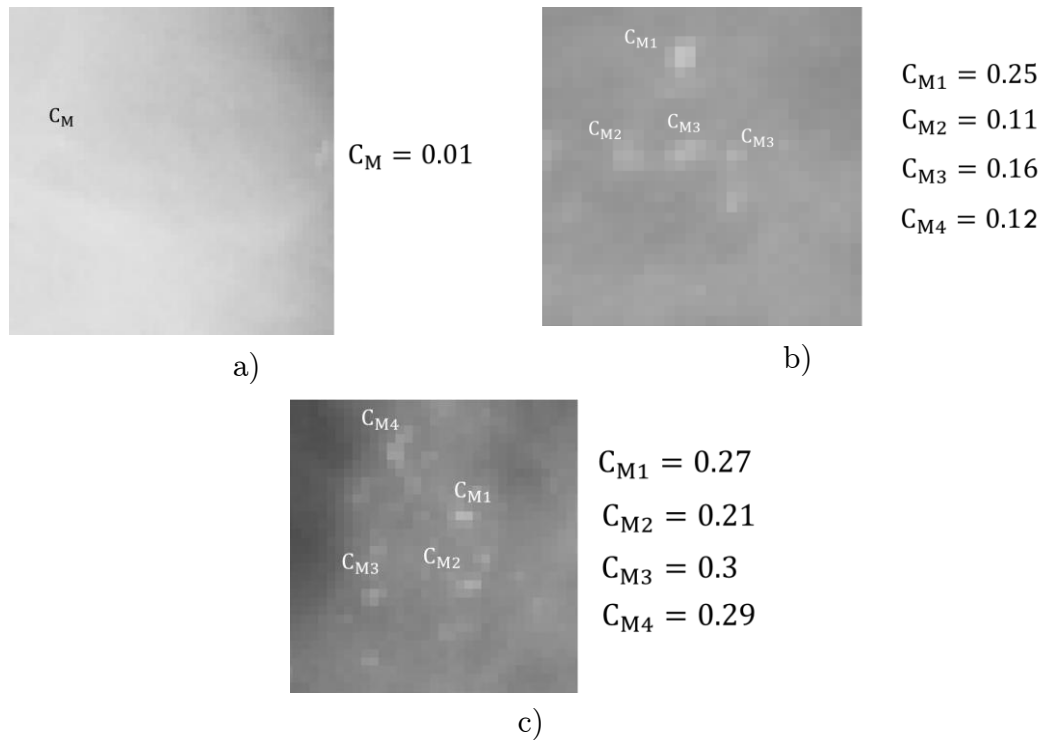 C_M
C_M = 0.01
a)
C_M1
C_M2
C_M3
C_M3
C_M1 = 0.25
C_M2 = 0.11
C_M3 = 0.16
C_M4 = 0.12
b)
C_M4
C_M1
C_M3
C_M2
C_M1 = 0.27
C_M2 = 0.21
C_M3 = 0.3
C_M4 = 0.29
c)